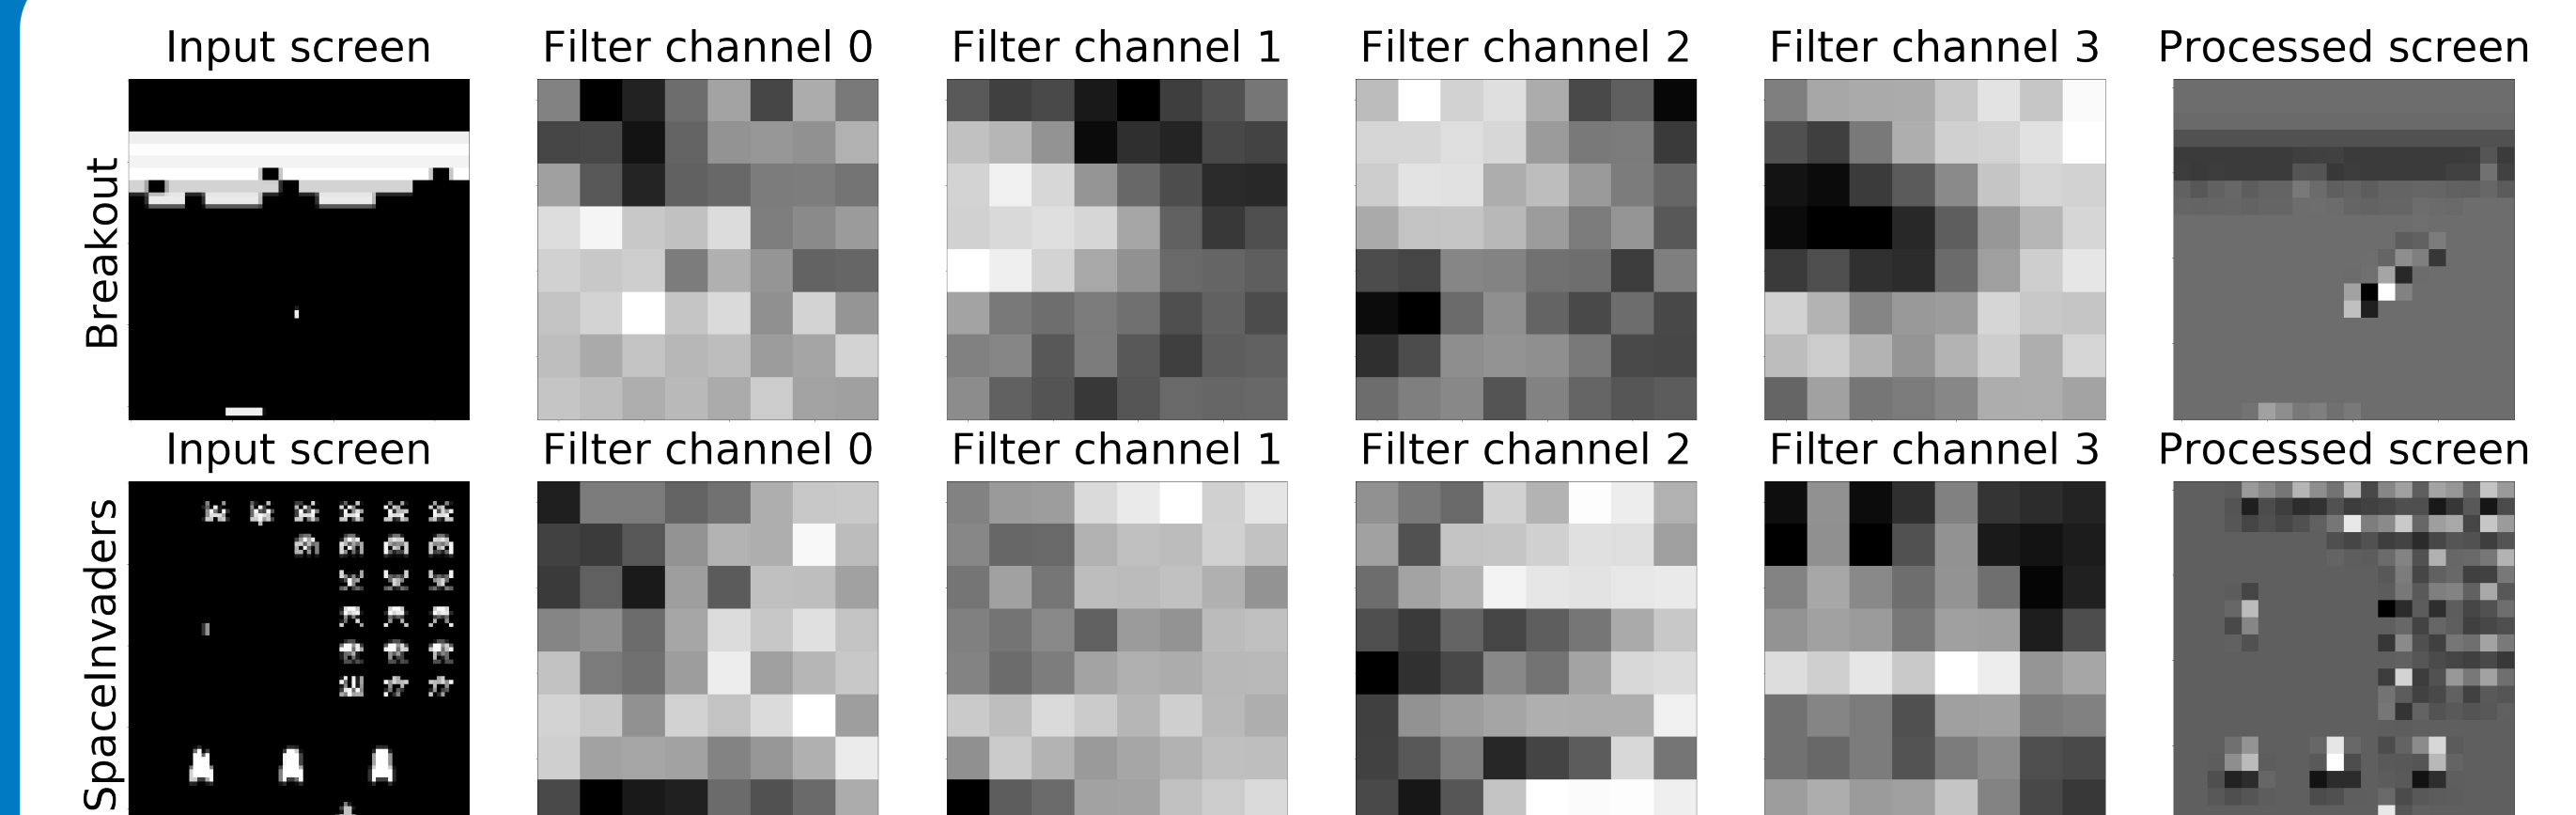 Input screen
Filter channel 0
Filter channel 1
Filter channel 2
Filter channel 3
Processed screen
Breakout
Input screen
Filter channel 0
Filter channel 1
Filter channel 2
Filter channel 3
Processed screen
SpaceInvaders